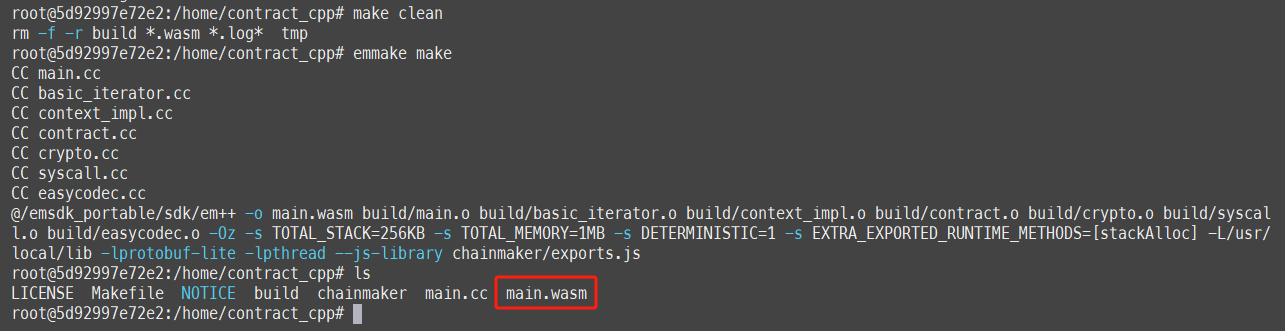 root@5d92997e72e2:/home/contract_cpp# make clean
rm -f -r build *.wasm *.log*  tmp
root@5d92997e72e2:/home/contract_cpp# emmake make
CC main.cc
CC basic_iterator.cc
CC context_impl.cc
CC contract.cc
CC crypto.cc
CC syscall.cc
CC easycodec.cc
@/emsdk_portable/sdk/em++ -o main.wasm build/main.o build/basic_iterator.o build/context_impl.o build/contract.o build/crypto.o build/syscal
l.o build/easycodec.o -Oz -s TOTAL_STACK=256KB -s TOTAL_MEMORY=1MB -s DETERMINISTIC=1 -s EXTRA_EXPORTED_RUNTIME_METHODS=[stackAlloc] -L/usr/
local/lib -lprotobuf-lite -lpthread --js-library chainmaker/exports.js
root@5d92997e72e2:/home/contract_cpp# ls
LICENSE  Makefile  NOTICE  build  chainmaker  main.cc  main.wasm
root@5d92997e72e2:/home/contract_cpp#